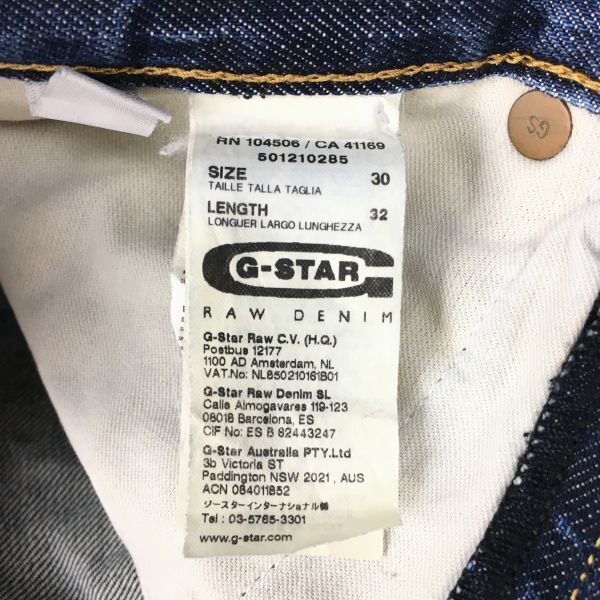 RN 104506 / CA 41169
501210285
SIZE 30
TAILLE TALLA TAGLIA
LENGTH 32
LONGUER LARGO LUNGHEZZA
G-STAR
RAW DENIM
G-Star Raw C.V. (H.Q.)
Postbus 12177
1100 AD Amsterdam, NL
VAT.No: NL850210161B01
G-Star Raw Denim SL
Calle Almogavares 119-123
08018 Barcelona, ES
CIF No: ES B 62443247
G-Star Australia PTY.Ltd
3b Victoria ST
Paddington NSW 2021 , AUS
ACN 084011852
ジースターインターナショナル㈱
Tel : 03-5785-3301
www.g-star.com
GS